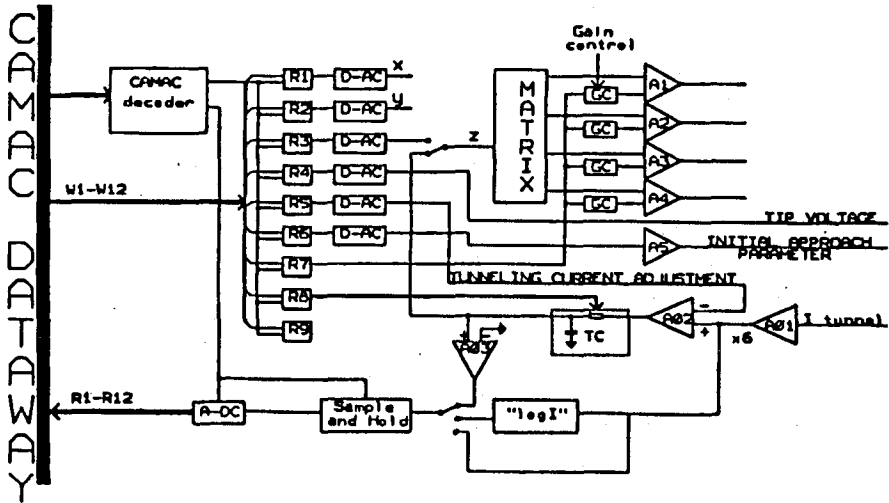 CAMAC DATAWAY
CAMAC
decoder
W1-W12
R1-R12
R1
R2
R3
R4
R5
R6
R7
R8
R9
D-AC
D-AC
D-AC
D-AC
D-AC
D-AC
x
y
z
MATRIX
Gain
control
GC
GC
GC
GC
A1
A2
A3
A4
TIP VOLTAGE
A5
INITIAL APPROACH
PARAMETER
TUNNELING CURRENT ADJUSTMENT
TC
A02
-
+
x6
A01
I tunnel
+
A03
A-DC
Sample
and Hold
"logI"